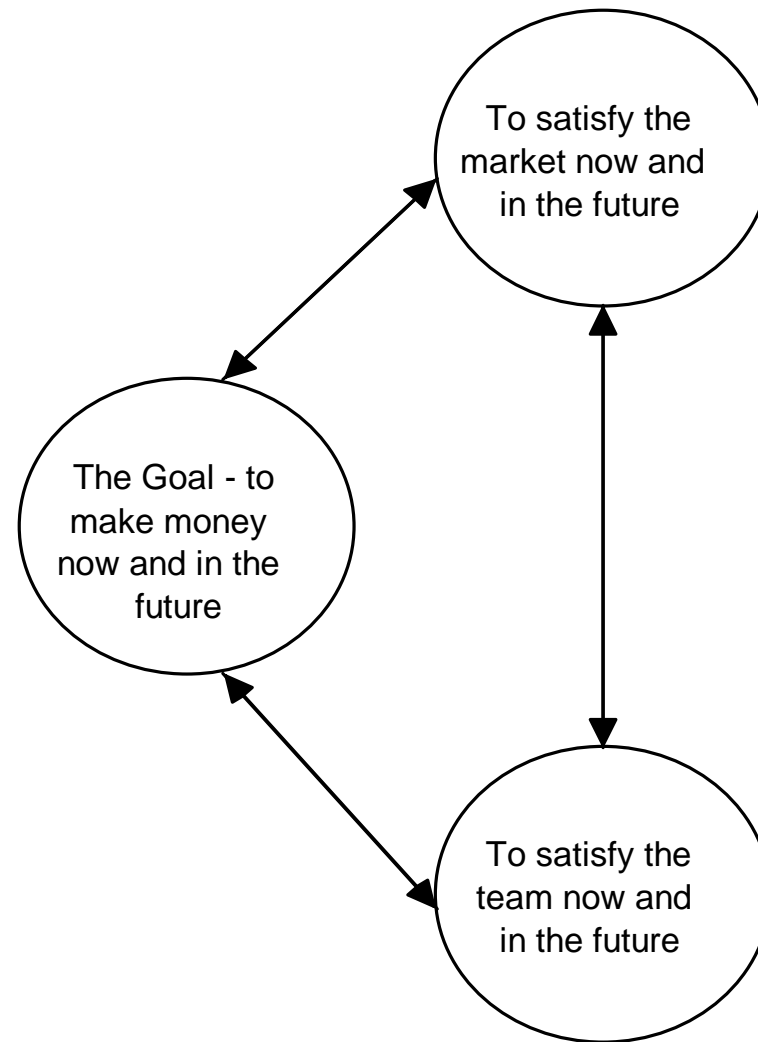 To satisfy the
market now and
in the future
The Goal - to
make money
now and in the
future
To satisfy the
team now and
in the future